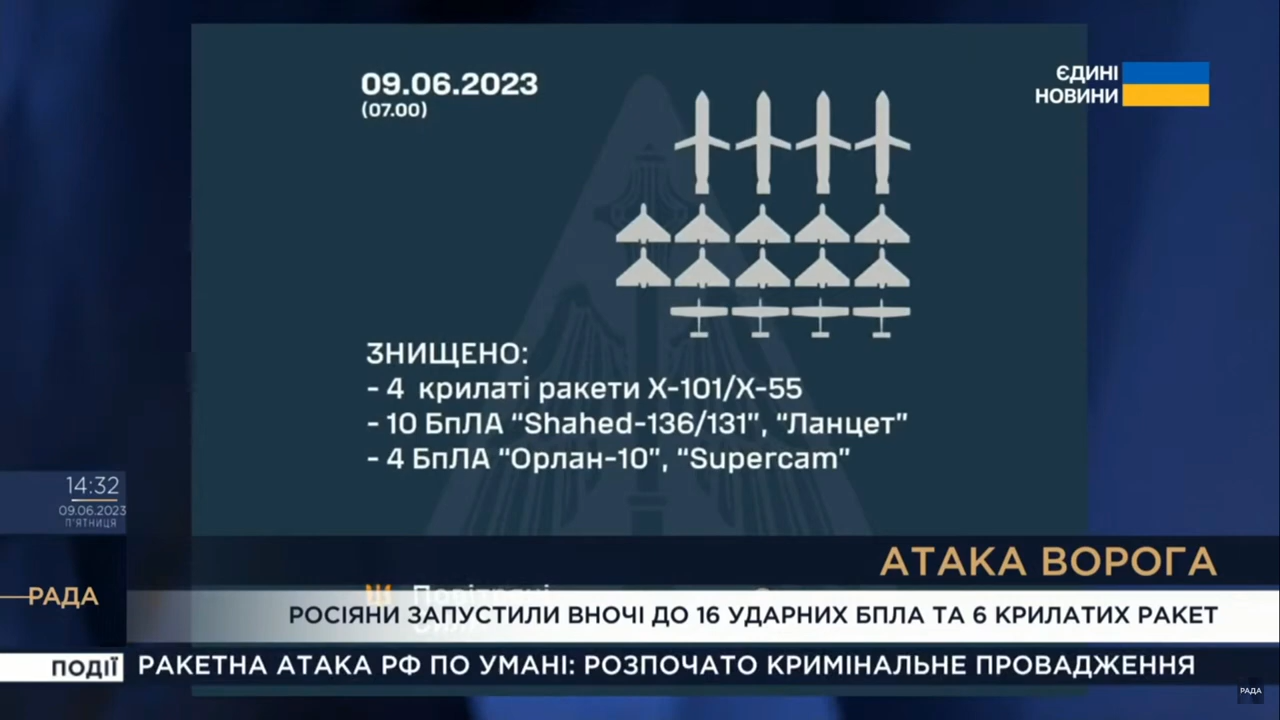 09.06.2023
(07.00)
ЄДИНІ
НОВИНИ
ЗНИЩЕНО:
- 4 крилаті ракети Х-101/Х-55
- 10 БпЛА “Shahed-136/131”, “Ланцет”
- 4 БпЛА “Орлан-10”, “Supercam”
14:32
09.06.2023
П'ЯТНИЦЯ
РАДА
АТАКА ВОРОГА
Повітряні
РОСІЯНИ ЗАПУСТИЛИ ВНОЧІ ДО 16 УДАРНИХ БПЛА ТА 6 КРИЛАТИХ РАКЕТ
ПОДІЇ РАКЕТНА АТАКА РФ ПО УМАНІ: РОЗПОЧАТО КРИМІНАЛЬНЕ ПРОВАДЖЕННЯ
РАДА